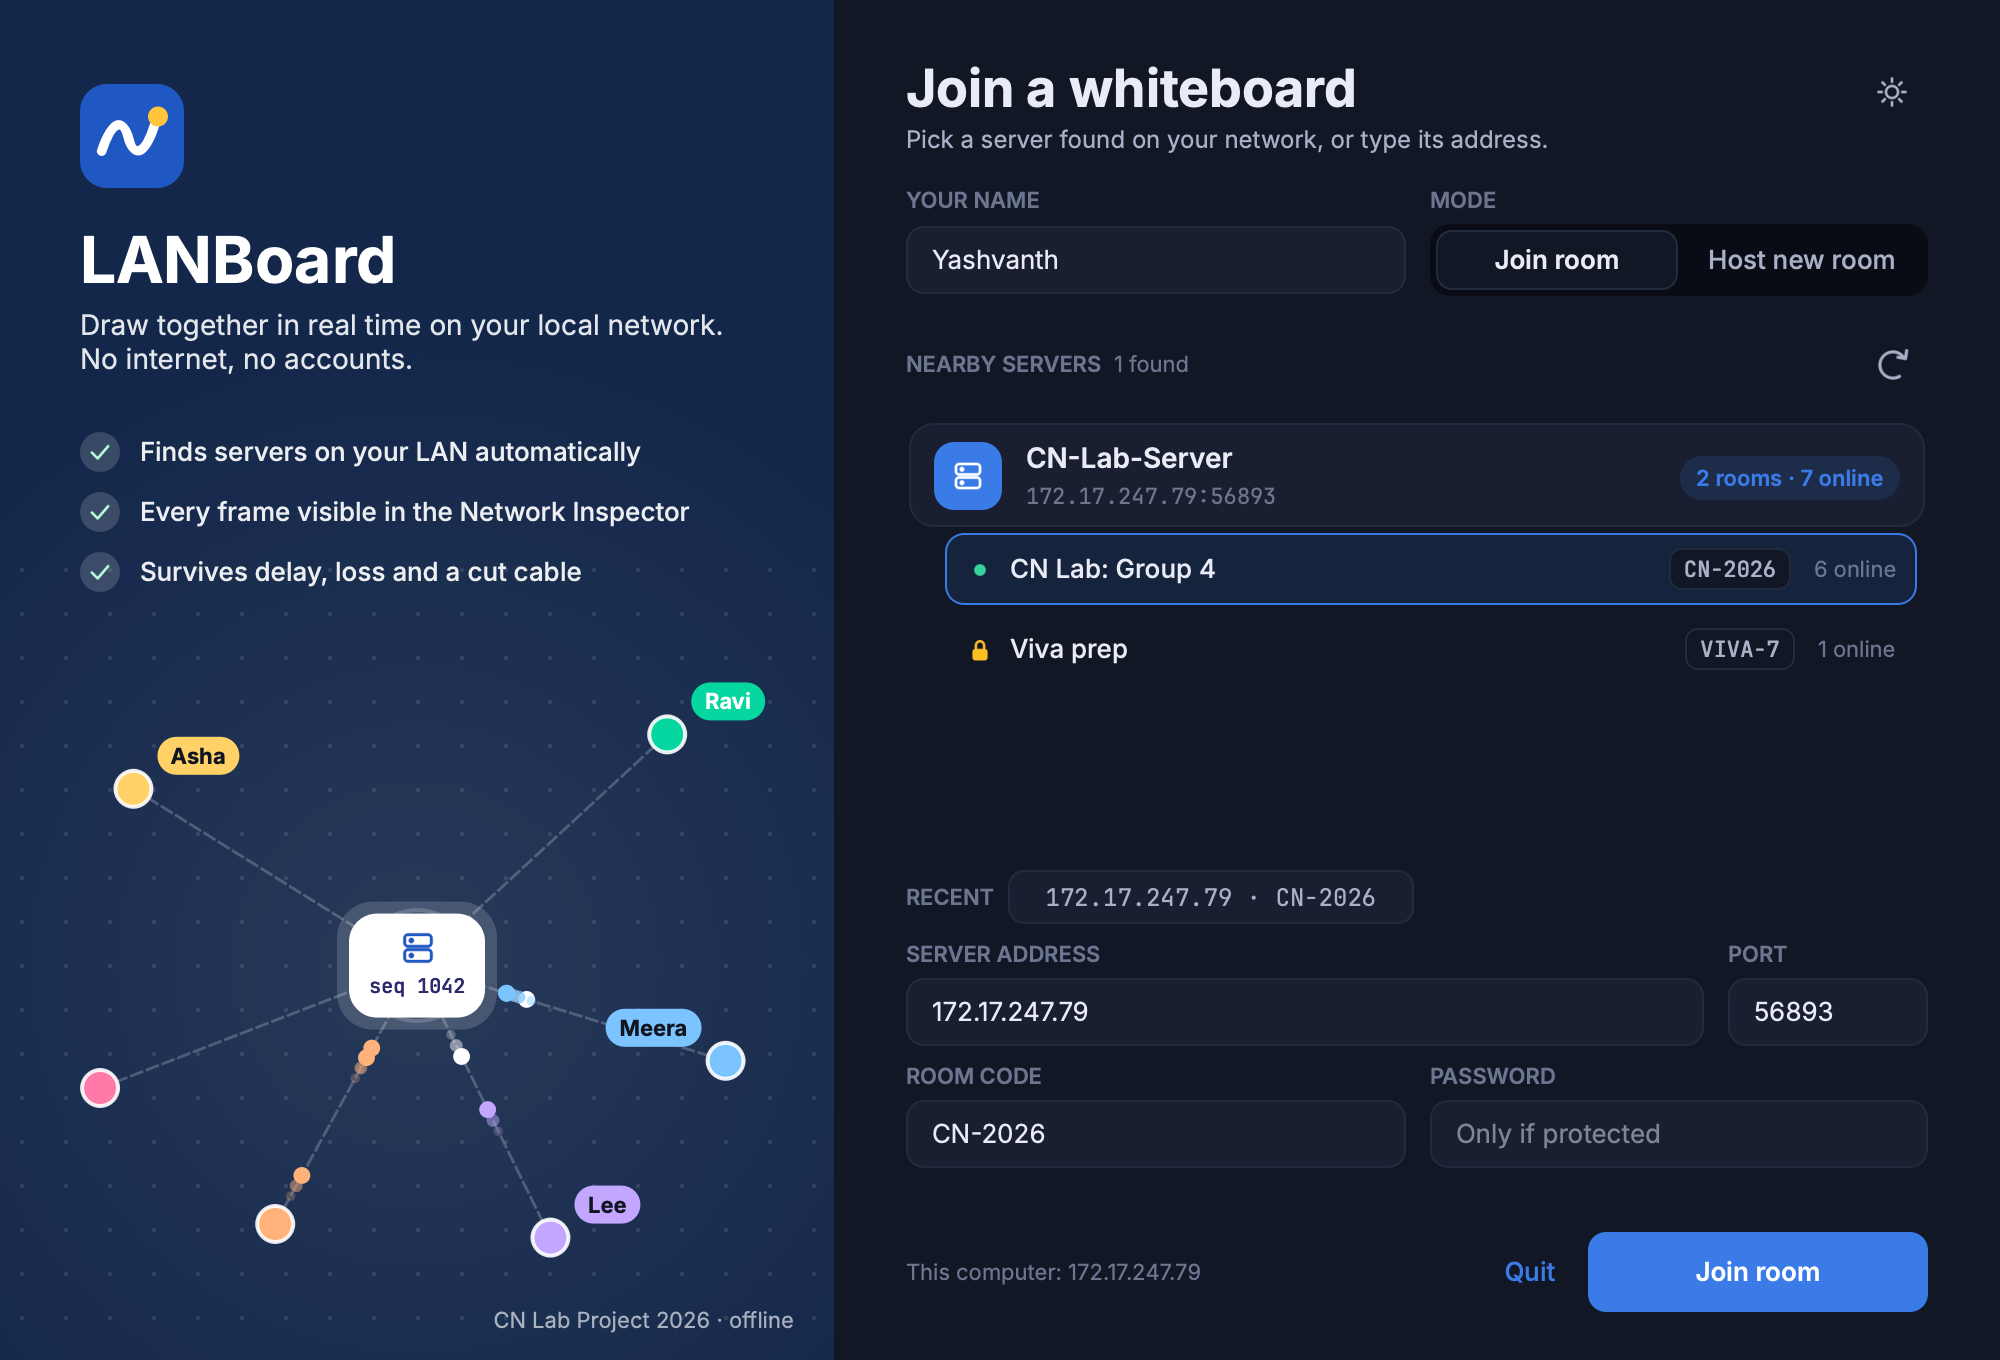 LANBoard
Draw together in real time on your local network.
No internet, no accounts.
Finds servers on your LAN automatically
Every frame visible in the Network Inspector
Survives delay, loss and a cut cable
Ravi
Asha
seq 1042
Meera
Lee
CN Lab Project 2026 · offline
Join a whiteboard
Pick a server found on your network, or type its address.
YOUR NAME
MODE
Yashvanth
Join room
Host new room
NEARBY SERVERS 1 found
CN-Lab-Server
172.17.247.79:56893
2 rooms · 7 online
CN Lab: Group 4
CN-2026
6 online
Viva prep
VIVA-7
1 online
RECENT
172.17.247.79 · CN-2026
SERVER ADDRESS
PORT
172.17.247.79
56893
ROOM CODE
PASSWORD
CN-2026
Only if protected
This computer: 172.17.247.79
Quit
Join room